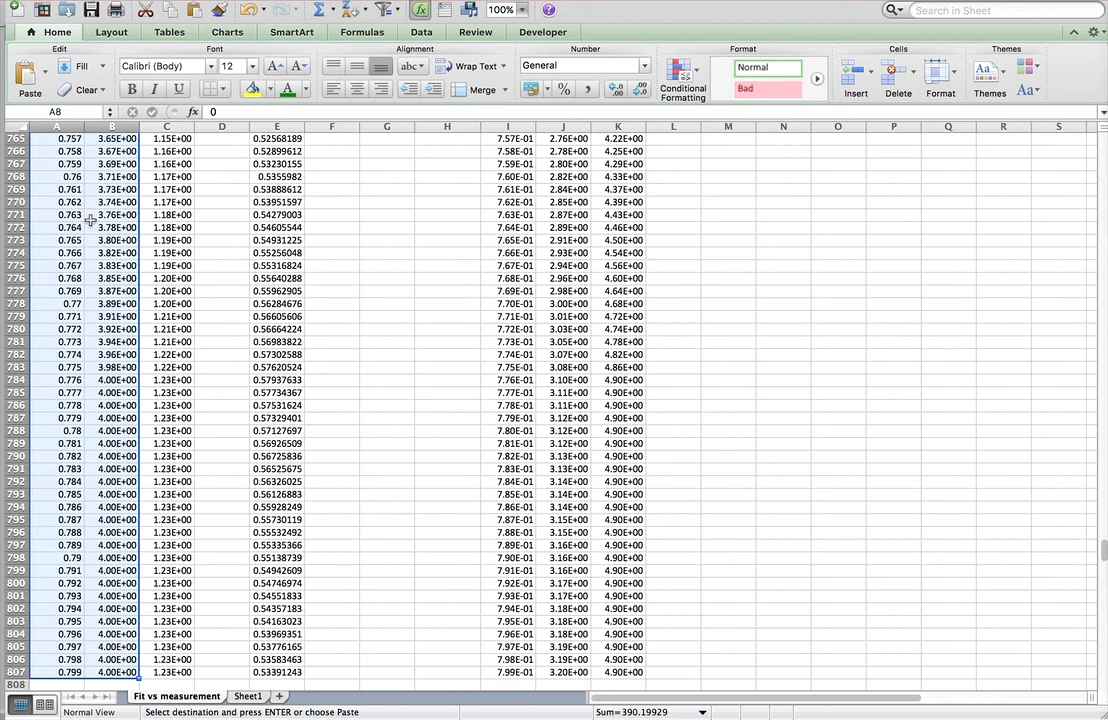 100%
Search in Sheet
Home Layout Tables Charts SmartArt Formulas Data Review Developer
Edit Font Alignment Number Format Cells Themes
Fill Calibri (Body) 12 abc Wrap Text General Normal
Paste Clear B I U A Merge % Conditional Formatting Bad Insert Delete Format Themes Aa
A8 fx 0
A B C D E F G H I J K L M N O P Q R S
765 0.757 3.65E+00 1.15E+00 0.52568189 7.57E-01 2.76E+00 4.22E+00
766 0.758 3.67E+00 1.16E+00 0.52899612 7.58E-01 2.78E+00 4.25E+00
767 0.759 3.69E+00 1.16E+00 0.53230155 7.59E-01 2.80E+00 4.29E+00
768 0.76 3.71E+00 1.17E+00 0.5355982 7.60E-01 2.82E+00 4.33E+00
769 0.761 3.73E+00 1.17E+00 0.53888612 7.61E-01 2.84E+00 4.37E+00
770 0.762 3.74E+00 1.17E+00 0.53951597 7.62E-01 2.85E+00 4.39E+00
771 0.763 3.76E+00 1.18E+00 0.54279003 7.63E-01 2.87E+00 4.43E+00
772 0.764 3.78E+00 1.18E+00 0.54605544 7.64E-01 2.89E+00 4.46E+00
773 0.765 3.80E+00 1.19E+00 0.54931225 7.65E-01 2.91E+00 4.50E+00
774 0.766 3.82E+00 1.19E+00 0.55256048 7.66E-01 2.93E+00 4.54E+00
775 0.767 3.83E+00 1.19E+00 0.55316824 7.67E-01 2.94E+00 4.56E+00
776 0.768 3.85E+00 1.20E+00 0.55640288 7.68E-01 2.96E+00 4.60E+00
777 0.769 3.87E+00 1.20E+00 0.55962905 7.69E-01 2.98E+00 4.64E+00
778 0.77 3.89E+00 1.20E+00 0.56284676 7.70E-01 3.00E+00 4.68E+00
779 0.771 3.91E+00 1.21E+00 0.56605606 7.71E-01 3.01E+00 4.72E+00
780 0.772 3.92E+00 1.21E+00 0.56664224 7.72E-01 3.03E+00 4.74E+00
781 0.773 3.94E+00 1.21E+00 0.56983822 7.73E-01 3.05E+00 4.78E+00
782 0.774 3.96E+00 1.22E+00 0.57302588 7.74E-01 3.07E+00 4.82E+00
783 0.775 3.98E+00 1.22E+00 0.57620524 7.75E-01 3.08E+00 4.86E+00
784 0.776 4.00E+00 1.23E+00 0.57937633 7.76E-01 3.10E+00 4.90E+00
785 0.777 4.00E+00 1.23E+00 0.57734367 7.77E-01 3.11E+00 4.90E+00
786 0.778 4.00E+00 1.23E+00 0.57531624 7.78E-01 3.11E+00 4.90E+00
787 0.779 4.00E+00 1.23E+00 0.57329401 7.79E-01 3.12E+00 4.90E+00
788 0.78 4.00E+00 1.23E+00 0.57127697 7.80E-01 3.12E+00 4.90E+00
789 0.781 4.00E+00 1.23E+00 0.56926509 7.81E-01 3.12E+00 4.90E+00
790 0.782 4.00E+00 1.23E+00 0.56725836 7.82E-01 3.13E+00 4.90E+00
791 0.783 4.00E+00 1.23E+00 0.56525675 7.83E-01 3.13E+00 4.90E+00
792 0.784 4.00E+00 1.23E+00 0.56326025 7.84E-01 3.14E+00 4.90E+00
793 0.785 4.00E+00 1.23E+00 0.56126883 7.85E-01 3.14E+00 4.90E+00
794 0.786 4.00E+00 1.23E+00 0.55928249 7.86E-01 3.14E+00 4.90E+00
795 0.787 4.00E+00 1.23E+00 0.55730119 7.87E-01 3.15E+00 4.90E+00
796 0.788 4.00E+00 1.23E+00 0.55532492 7.88E-01 3.15E+00 4.90E+00
797 0.789 4.00E+00 1.23E+00 0.55335366 7.89E-01 3.16E+00 4.90E+00
798 0.79 4.00E+00 1.23E+00 0.55138739 7.90E-01 3.16E+00 4.90E+00
799 0.791 4.00E+00 1.23E+00 0.54942609 7.91E-01 3.16E+00 4.90E+00
800 0.792 4.00E+00 1.23E+00 0.54746974 7.92E-01 3.17E+00 4.90E+00
801 0.793 4.00E+00 1.23E+00 0.54551833 7.93E-01 3.17E+00 4.90E+00
802 0.794 4.00E+00 1.23E+00 0.54357183 7.94E-01 3.18E+00 4.90E+00
803 0.795 4.00E+00 1.23E+00 0.54163023 7.95E-01 3.18E+00 4.90E+00
804 0.796 4.00E+00 1.23E+00 0.53969351 7.96E-01 3.18E+00 4.90E+00
805 0.797 4.00E+00 1.23E+00 0.53776165 7.97E-01 3.19E+00 4.90E+00
806 0.798 4.00E+00 1.23E+00 0.53583463 7.98E-01 3.19E+00 4.90E+00
807 0.799 4.00E+00 1.23E+00 0.53391243 7.99E-01 3.20E+00 4.90E+00
808
Fit vs measurement Sheet1
Normal View Select destination and press ENTER or choose Paste Sum=390.19929